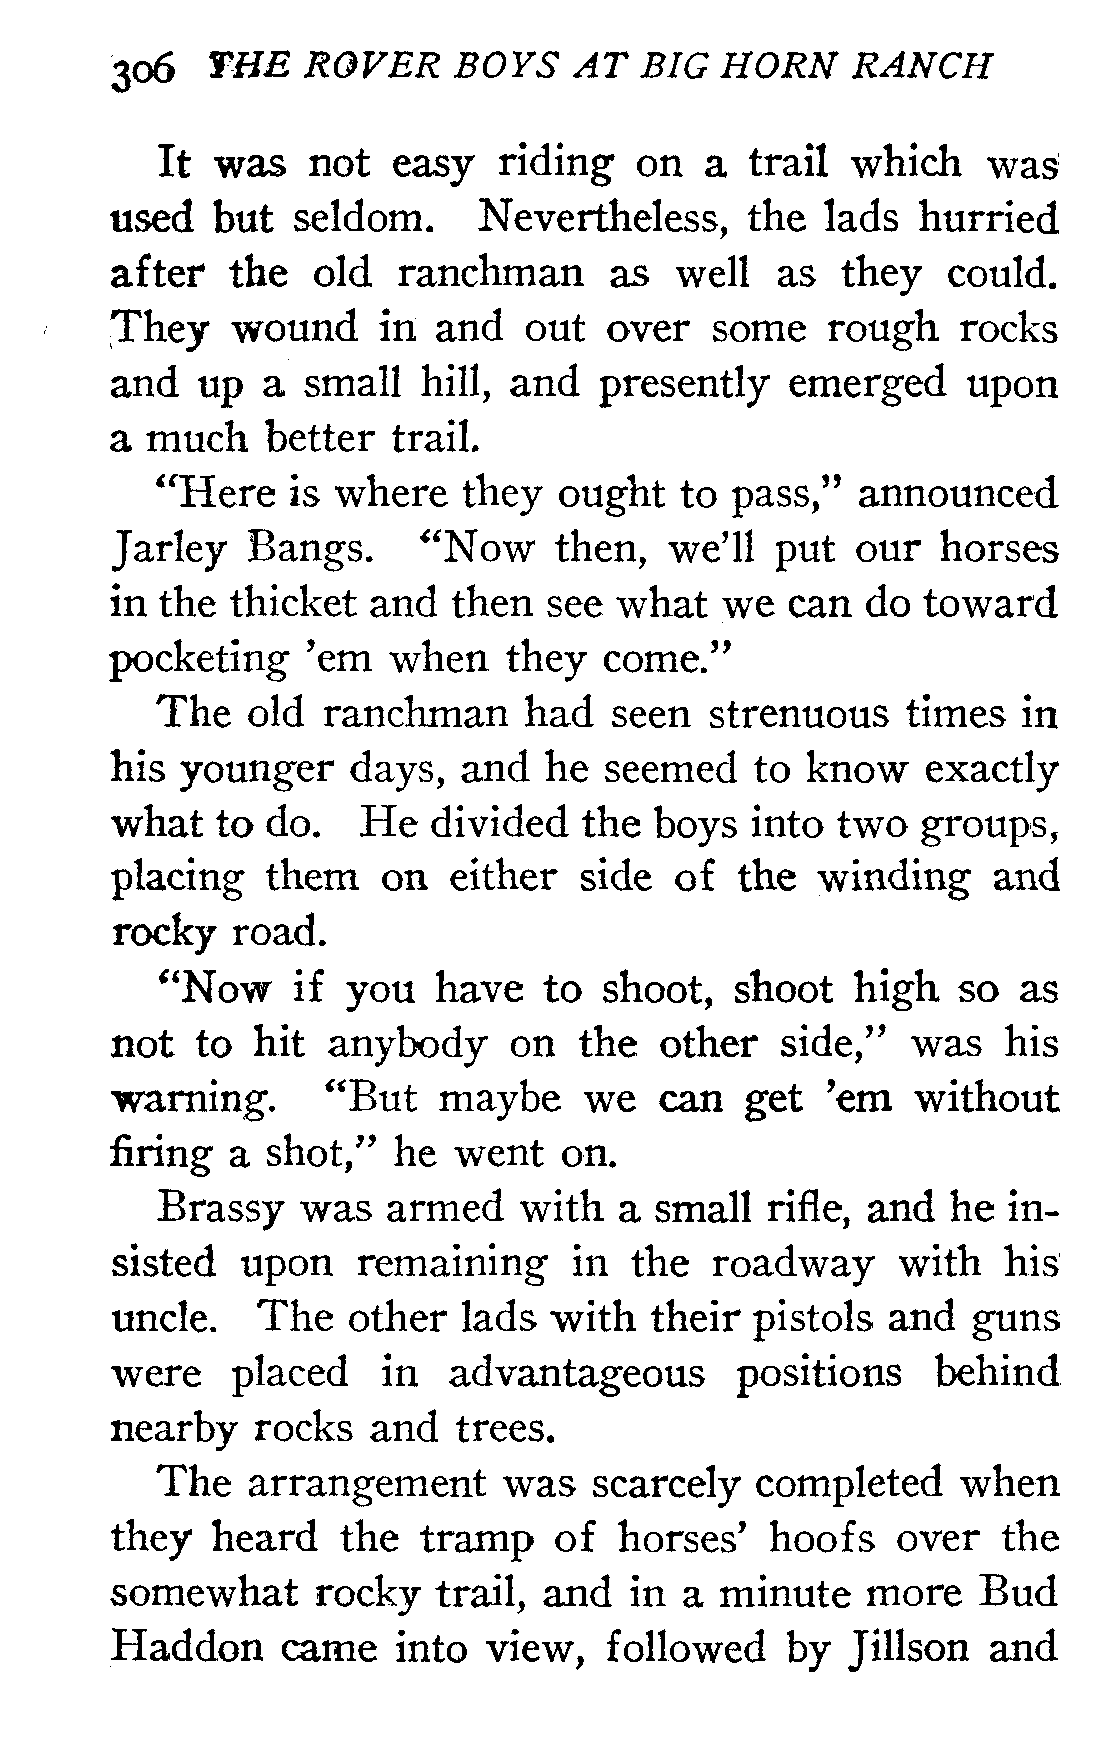 306 THE ROVER BOYS AT BIG HORN RANCH
It was not easy riding on a trail which was
used but seldom. Nevertheless, the lads hurried
after the old ranchman as well as they could.
They wound in and out over some rough rocks
and up a small hill, and presently emerged upon
a much better trail.
“Here is where they ought to pass,” announced
Jarley Bangs. “Now then, we’ll put our horses
in the thicket and then see what we can do toward
pocketing ’em when they come.”
The old ranchman had seen strenuous times in
his younger days, and he seemed to know exactly
what to do. He divided the boys into two groups,
placing them on either side of the winding and
rocky road.
“Now if you have to shoot, shoot high so as
not to hit anybody on the other side,” was his
warning. “But maybe we can get ’em without
firing a shot,” he went on.
Brassy was armed with a small rifle, and he in-
sisted upon remaining in the roadway with his
uncle. The other lads with their pistols and guns
were placed in advantageous positions behind
nearby rocks and trees.
The arrangement was scarcely completed when
they heard the tramp of horses’ hoofs over the
somewhat rocky trail, and in a minute more Bud
Haddon came into view, followed by Jillson and